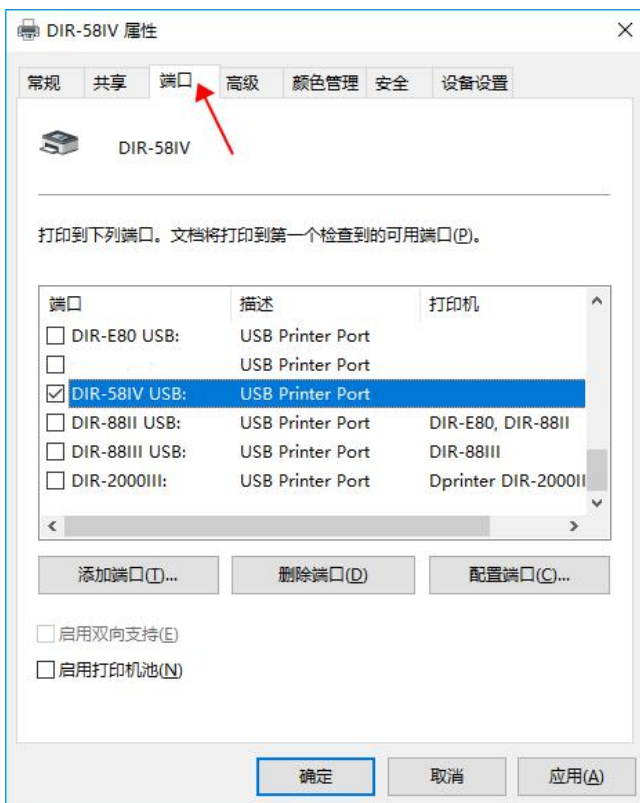 DIR-58IV 属性
常规 共享 端口 高级 颜色管理 安全 设备设置
DIR-58IV
打印到下列端口。文档将打印到第一个检查到的可用端口(P)。
端口 描述 打印机
DIR-E80 USB: USB Printer Port
USB Printer Port
DIR-58IV USB: USB Printer Port
DIR-88II USB: USB Printer Port DIR-E80, DIR-88II
DIR-88III USB: USB Printer Port DIR-88III
DIR-2000III: USB Printer Port Dprinter DIR-2000II
添加端口(T)... 删除端口(D) 配置端口(C)...
启用双向支持(E)
启用打印机池(N)
确定 取消 应用(A)